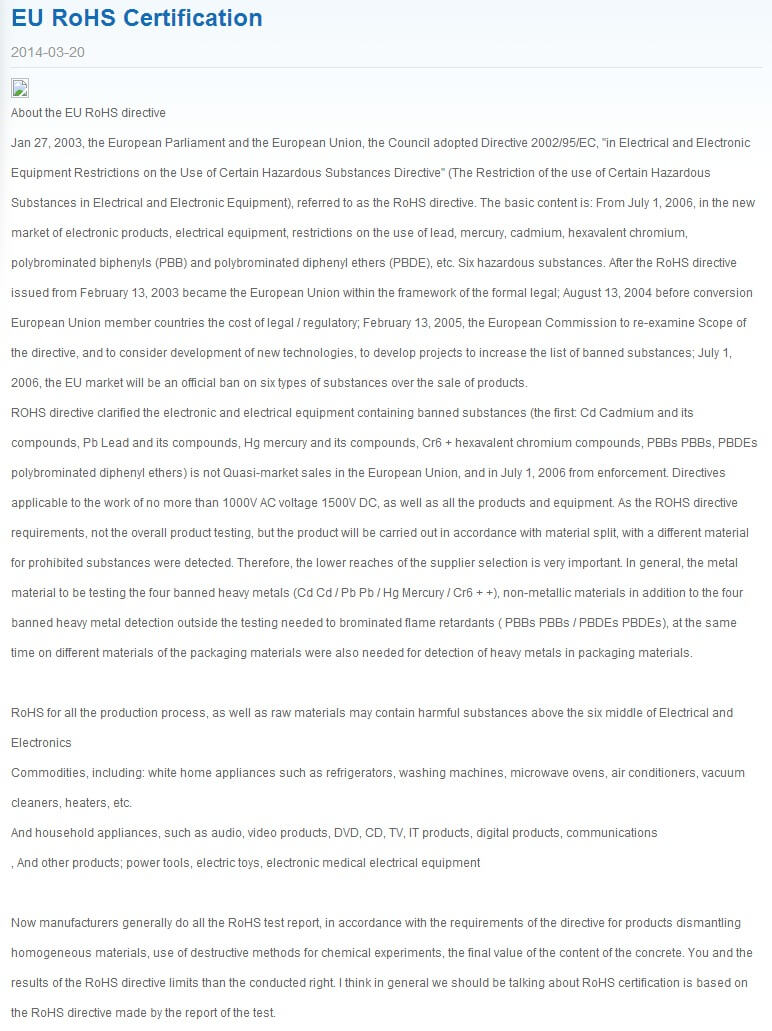 EU RoHS Certification
2014-03-20
About the EU RoHS directive
Jan 27, 2003, the European Parliament and the European Union, the Council adopted Directive 2002/95/EC, "in Electrical and Electronic
Equipment Restrictions on the Use of Certain Hazardous Substances Directive" (The Restriction of the use of Certain Hazardous
Substances in Electrical and Electronic Equipment), referred to as the RoHS directive. The basic content is: From July 1, 2006, in the new
market of electronic products, electrical equipment, restrictions on the use of lead, mercury, cadmium, hexavalent chromium,
polybrominated biphenyls (PBB) and polybrominated diphenyl ethers (PBDE), etc. Six hazardous substances. After the RoHS directive
issued from February 13, 2003 became the European Union within the framework of the formal legal; August 13, 2004 before conversion
European Union member countries the cost of legal / regulatory; February 13, 2005, the European Commission to re-examine Scope of
the directive, and to consider development of new technologies, to develop projects to increase the list of banned substances; July 1,
2006, the EU market will be an official ban on six types of substances over the sale of products.
ROHS directive clarified the electronic and electrical equipment containing banned substances (the first: Cd Cadmium and its
compounds, Pb Lead and its compounds, Hg mercury and its compounds, Cr6 + hexavalent chromium compounds, PBBs PBBs, PBDEs
polybrominated diphenyl ethers) is not Quasi-market sales in the European Union, and in July 1, 2006 from enforcement. Directives
applicable to the work of no more than 1000V AC voltage 1500V DC, as well as all the products and equipment. As the ROHS directive
requirements, not the overall product testing, but the product will be carried out in accordance with material split, with a different material
for prohibited substances were detected. Therefore, the lower reaches of the supplier selection is very important. In general, the metal
material to be testing the four banned heavy metals (Cd Cd / Pb Pb / Hg Mercury / Cr6 + +), non-metallic materials in addition to the four
banned heavy metal detection outside the testing needed to brominated flame retardants ( PBBs PBBs / PBDEs PBDEs), at the same
time on different materials of the packaging materials were also needed for detection of heavy metals in packaging materials.
RoHS for all the production process, as well as raw materials may contain harmful substances above the six middle of Electrical and
Electronics
Commodities, including: white home appliances such as refrigerators, washing machines, microwave ovens, air conditioners, vacuum
cleaners, heaters, etc.
And household appliances, such as audio, video products, DVD, CD, TV, IT products, digital products, communications
, And other products; power tools, electric toys, electronic medical electrical equipment
Now manufacturers generally do all the RoHS test report, in accordance with the requirements of the directive for products dismantling
homogeneous materials, use of destructive methods for chemical experiments, the final value of the content of the concrete. You and the
results of the RoHS directive limits than the conducted right. I think in general we should be talking about RoHS certification is based on
the RoHS directive made by the report of the test.